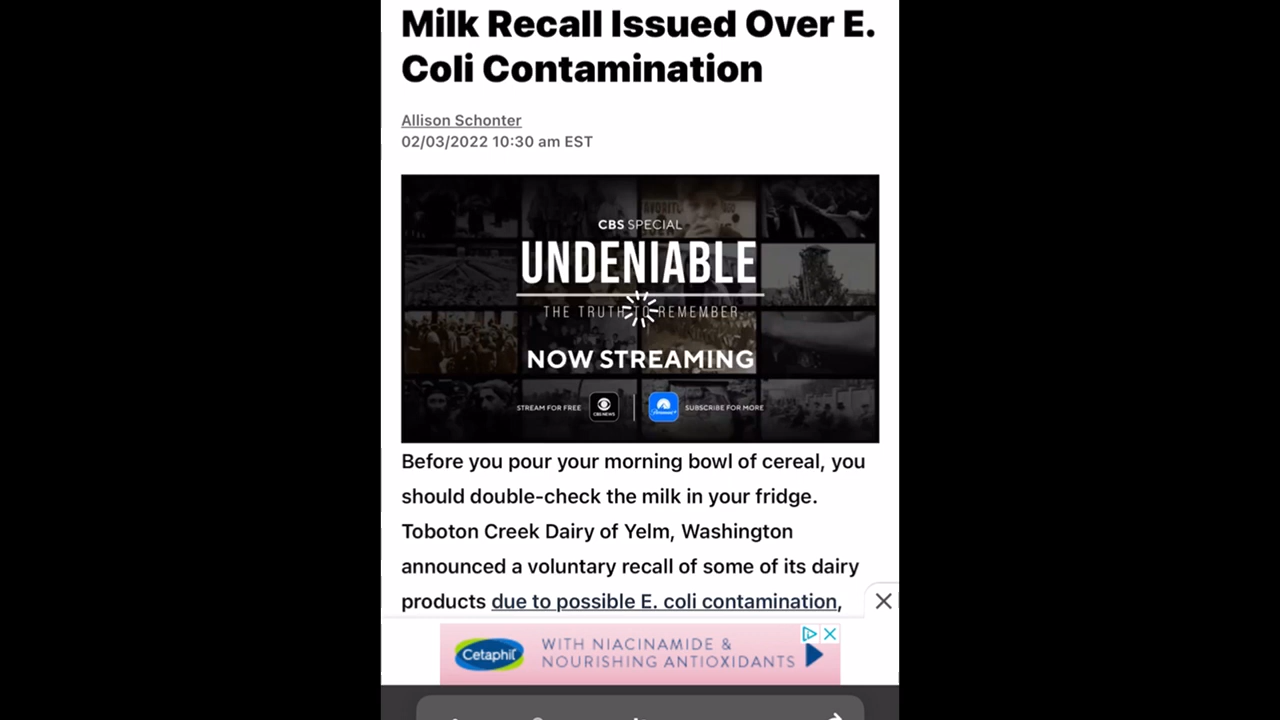 Milk Recall Issued Over E.
Coli Contamination
Allison Schonter
02/03/2022 10:30 am EST
CBS SPECIAL
UNDENIABLE
THE TRUTH TO REMEMBER
NOW STREAMING
STREAM FOR FREE
CBS NEWS
Paramount+
SUBSCRIBE FOR MORE
Before you pour your morning bowl of cereal, you
should double-check the milk in your fridge.
Toboton Creek Dairy of Yelm, Washington
announced a voluntary recall of some of its dairy
products due to possible E. coli contamination,
Cetaphil
WITH NIACINAMIDE &
NOURISHING ANTIOXIDANTS